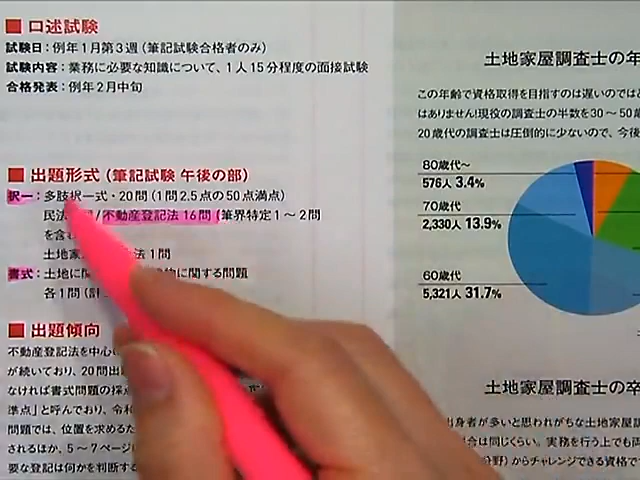 ■ 口述試験
試験日：例年1月第3週（筆記試験合格者のみ）
試験内容：業務に必要な知識について、1人15分程度の面接試験
合格発表：例年2月中旬
■ 出題形式（筆記試験 午後の部）
択一：多肢択一式・20問（1問2.5点の50点満点）
民法 / 不動産登記法 16問（筆界特定1～2問
を含む
土地家 法1問
書式：土地に関 物に関する問題
各1問（計
■ 出題傾向
不動産登記法を中心に
が続いており、20問出
なければ書式問題の採点
準点」と呼んでおり、令和
問題では、位置を求めるた
されるほか、5～7ページに
要な登記は何かを判断する
土地家屋調査士の年
この年齢で資格取得を目指すのは遅いのでは
はありません！現役の調査士の半数を30～50歳
20歳代の調査士は圧倒的に少ないので、今後
80歳代～
576人 3.4%
70歳代
2,330人 13.9%
60歳代
5,321人 31.7%
土地家屋調査士の卒
出身者が多いと思われがちな土地家屋調
合は同じくらい。実務を行う上でも両
分野）からチャレンジできる資格で